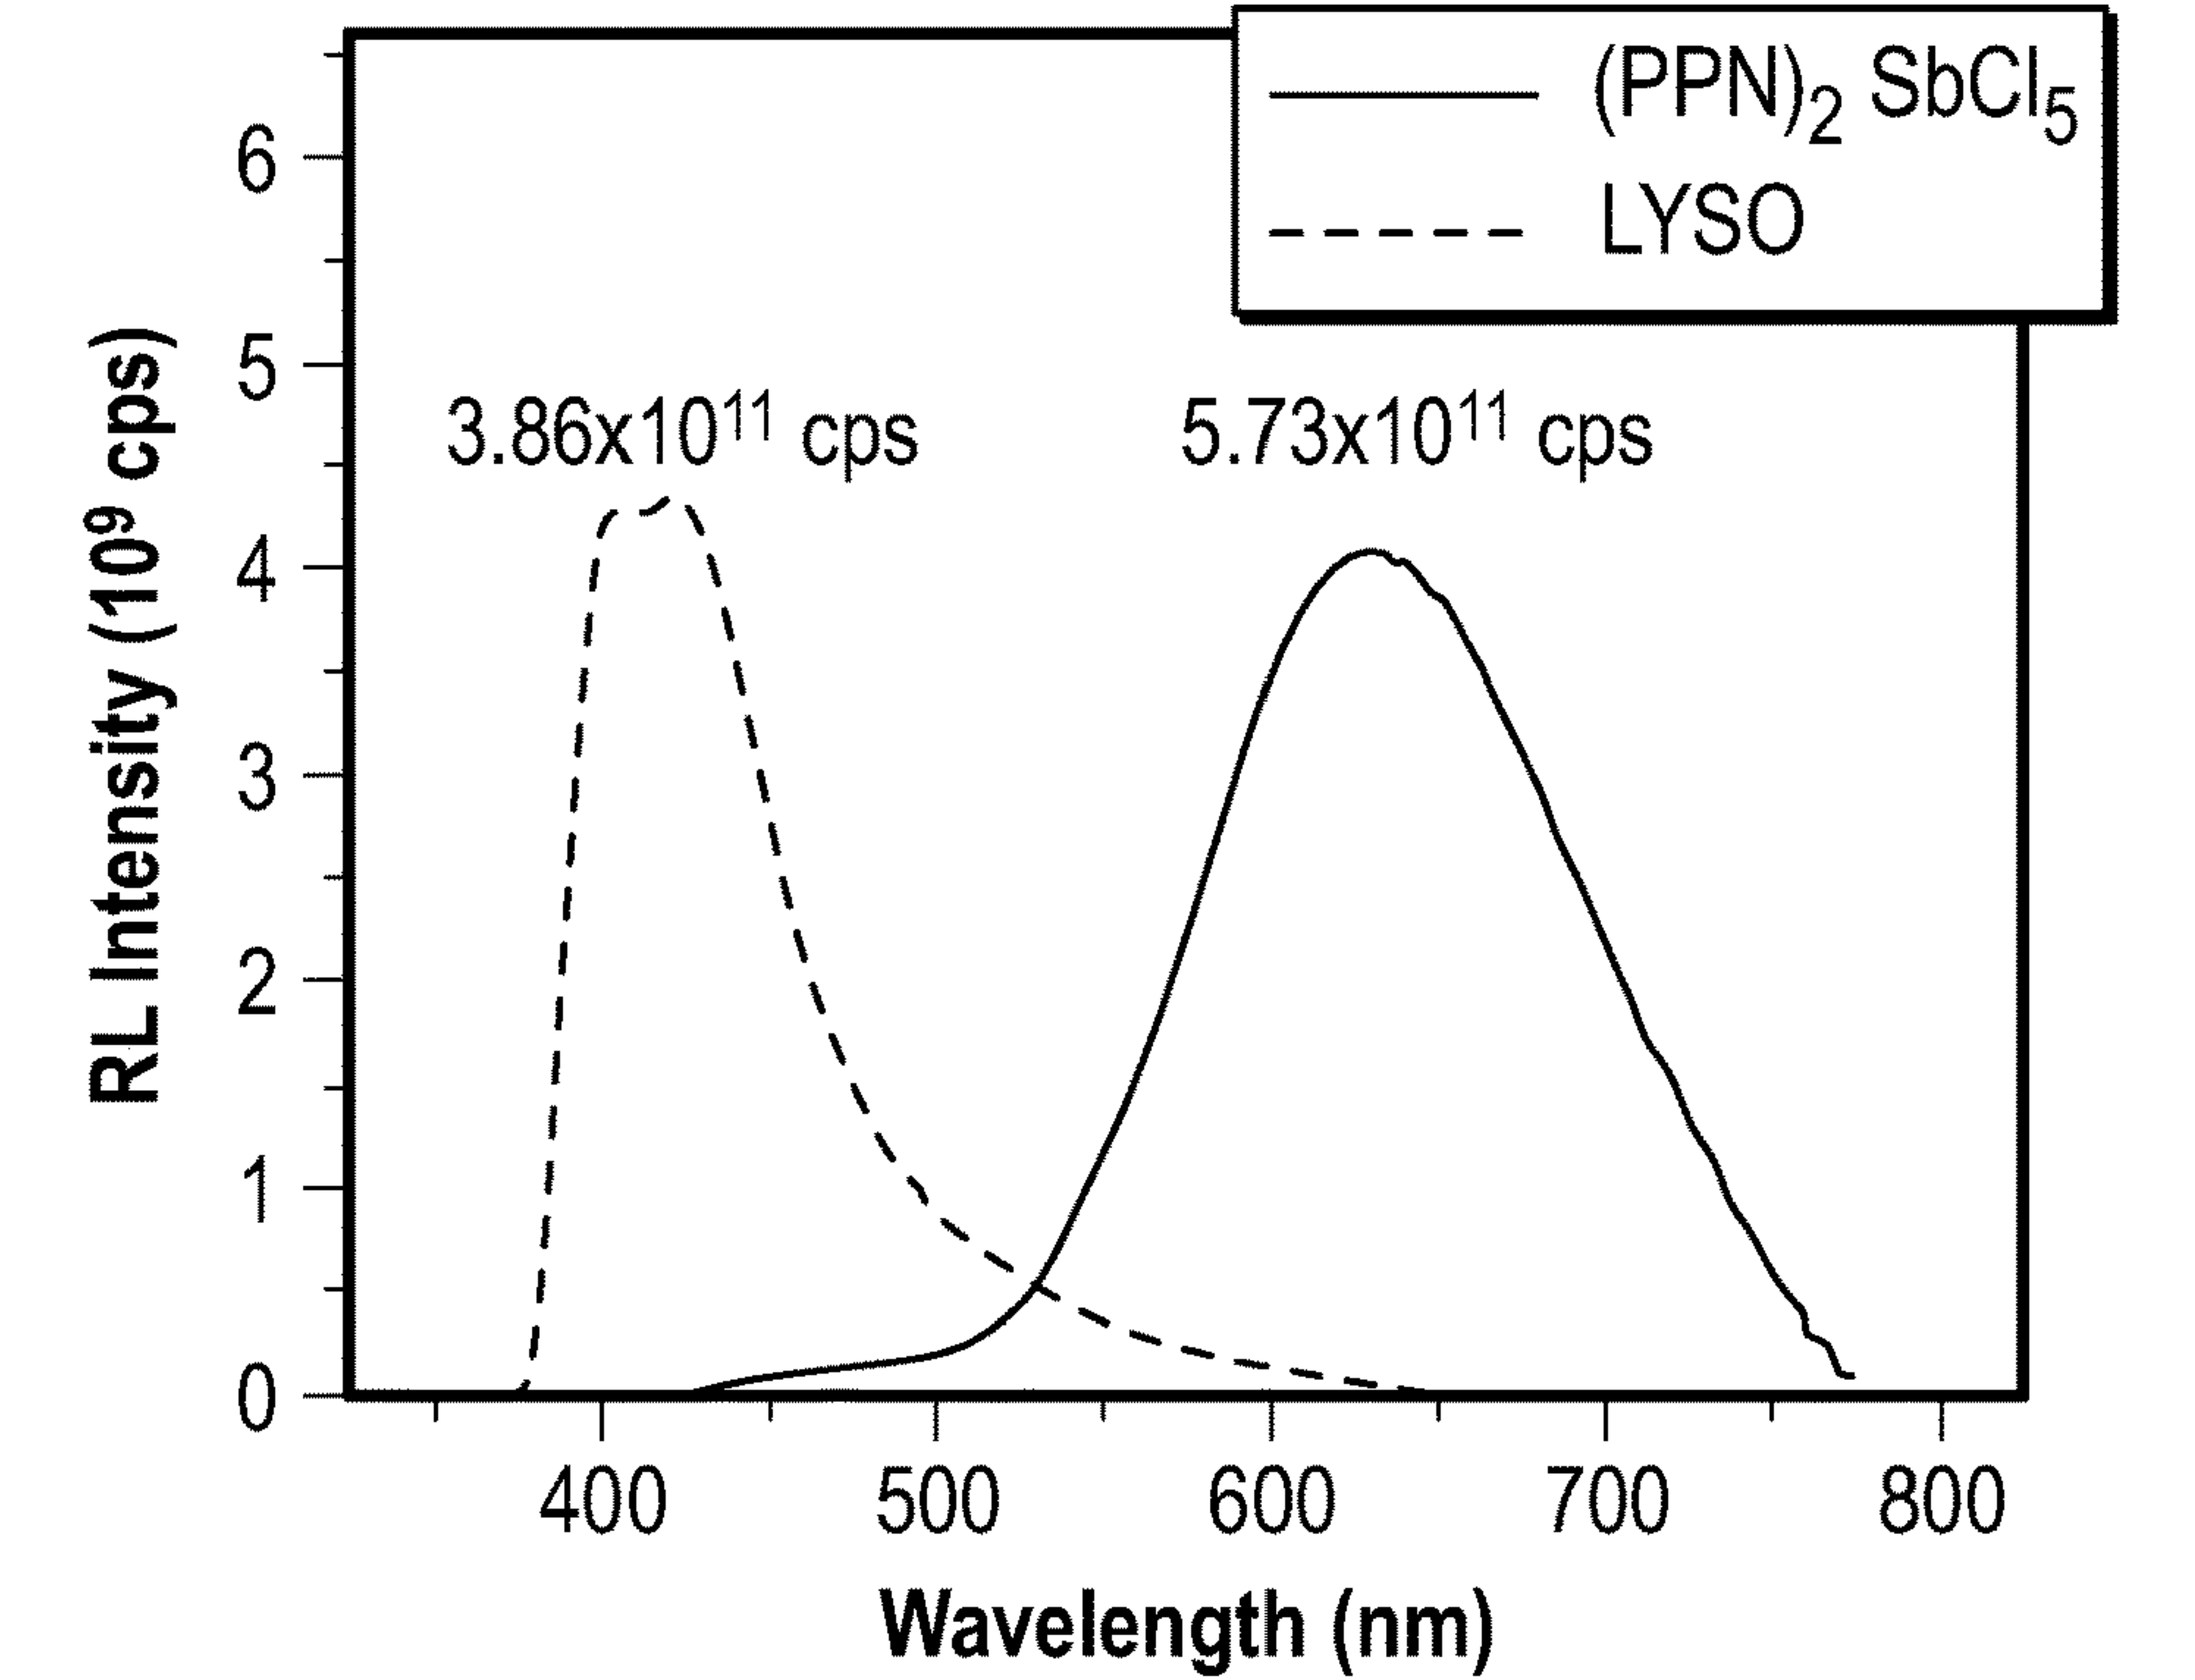 (PPN)₂ SbCl₅
LYSO
3.86x10¹¹ cps
5.73x10¹¹ cps
RL Intensity (10⁹ cps)
6
5
4
3
2
1
0
400 500 600 700 800
Wavelength (nm)